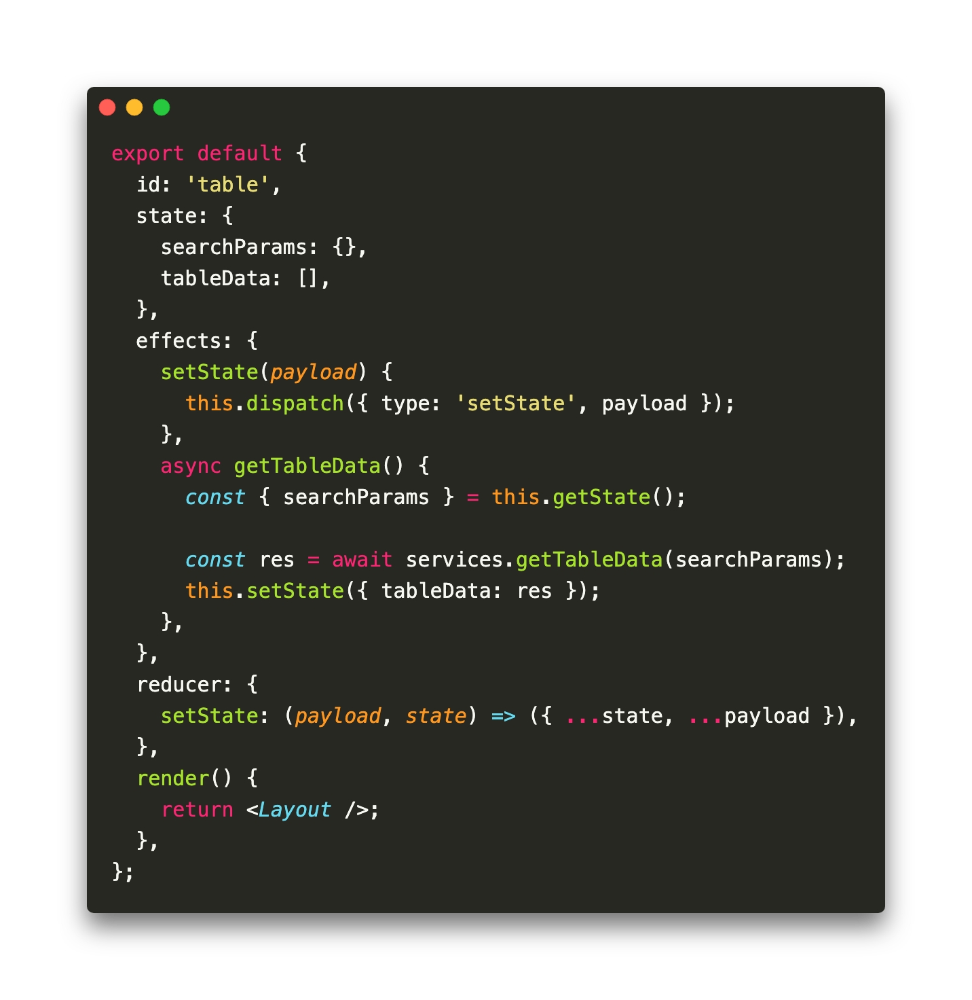 export default {
  id: 'table',
  state: {
    searchParams: {},
    tableData: [],
  },
  effects: {
    setState(payload) {
      this.dispatch({ type: 'setState', payload });
    },
    async getTableData() {
      const { searchParams } = this.getState();

      const res = await services.getTableData(searchParams);
      this.setState({ tableData: res });
    },
  },
  reducer: {
    setState: (payload, state) => ({ ...state, ...payload }),
  },
  render() {
    return <Layout />;
  },
};